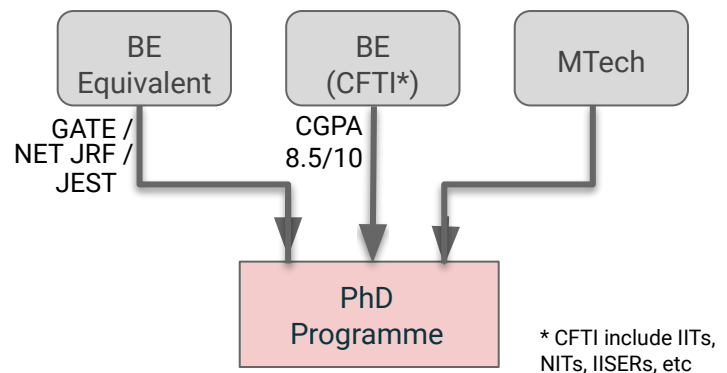 BE
Equivalent
BE
(CFTI*)
MTech
GATE /
NET JRF /
JEST
CGPA
8.5/10
PhD
Programme
* CFTI include IITs,
NITs, IISERs, etc